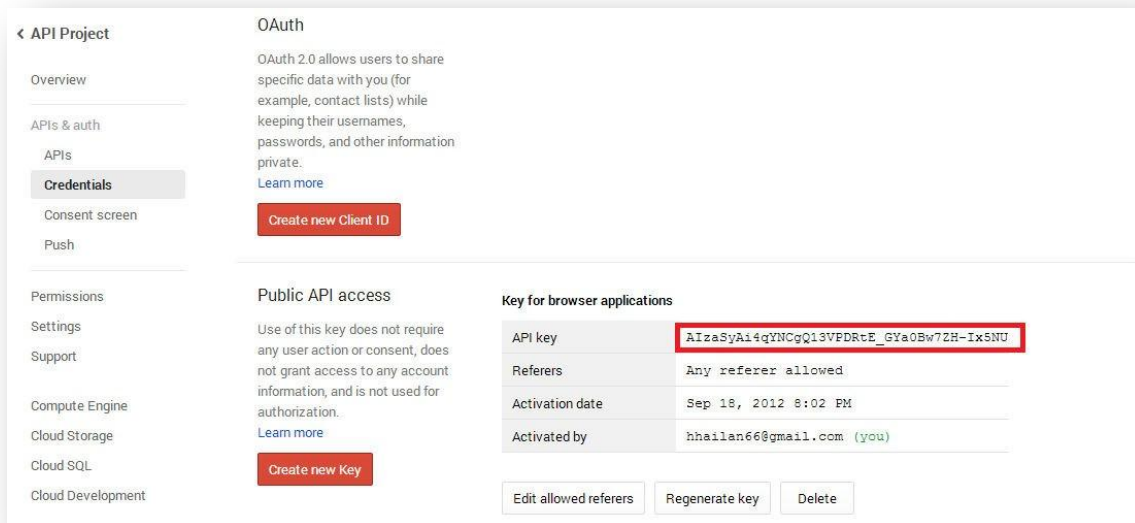 API Project
Overview
APIs & auth
APIs
Credentials
Consent screen
Push
Permissions
Settings
Support
Compute Engine
Cloud Storage
Cloud SQL
Cloud Development
OAuth
OAuth 2.0 allows users to share
specific data with you (for
example, contact lists) while
keeping their usernames,
passwords, and other information
private.
Learn more
Create new Client ID
Public API access
Use of this key does not require
any user action or consent, does
not grant access to any account
information, and is not used for
authorization.
Learn more
Create new Key
Key for browser applications
API key AIzaSyAi4qYNCgQ13VPDRtE_GYa0Bw7ZH-Ix5NU
Referers Any referer allowed
Activation date Sep 18, 2012 8:02 PM
Activated by hhailan66@gmail.com (you)
Edit allowed referers Regenerate key Delete